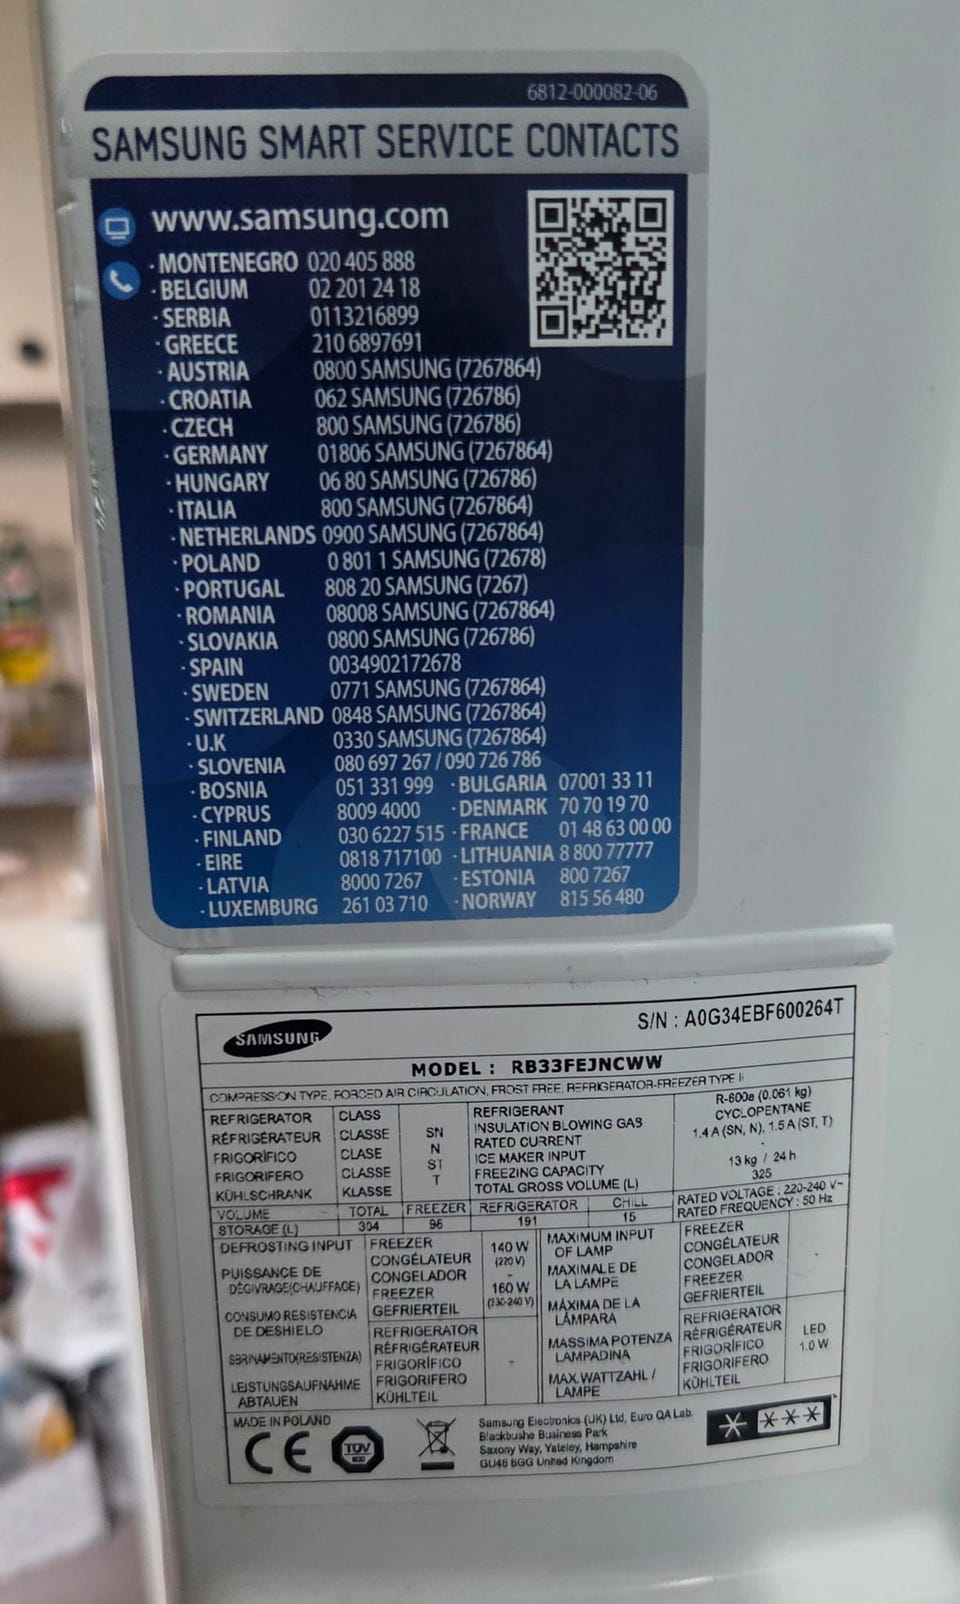 6812-000082-06
SAMSUNG SMART SERVICE CONTACTS
www.samsung.com
· MONTENEGRO 020 405 888
· BELGIUM 02 201 24 18
· SERBIA 0113216899
· GREECE 210 6897691
· AUSTRIA 0800 SAMSUNG (7267864)
· CROATIA 062 SAMSUNG (726786)
· CZECH 800 SAMSUNG (726786)
· GERMANY 01806 SAMSUNG (7267864)
· HUNGARY 06 80 SAMSUNG (726786)
· ITALIA 800 SAMSUNG (7267864)
· NETHERLANDS 0900 SAMSUNG (7267864)
· POLAND 0 801 1 SAMSUNG (72678)
· PORTUGAL 808 20 SAMSUNG (7267)
· ROMANIA 08008 SAMSUNG (7267864)
· SLOVAKIA 0800 SAMSUNG (726786)
· SPAIN 0034902172678
· SWEDEN 0771 SAMSUNG (7267864)
· SWITZERLAND 0848 SAMSUNG (7267864)
· U.K 0330 SAMSUNG (7267864)
· SLOVENIA 080 697 267 / 090 726 786
· BOSNIA 051 331 999 · BULGARIA 07001 33 11
· CYPRUS 8009 4000 · DENMARK 70 70 19 70
· FINLAND 030 6227 515 · FRANCE 01 48 63 00 00
· EIRE 0818 717100 · LITHUANIA 8 800 77777
· LATVIA 8000 7267 · ESTONIA 800 7267
· LUXEMBURG 261 03 710 · NORWAY 815 56 480
SAMSUNG S/N : A0G34EBF600264T
MODEL : RB33FEJNCWW
COMPRESSION TYPE, FORCED AIR CIRCULATION, FROST FREE, REFRIGERATOR-FREEZER TYPE II
REFRIGERATOR CLASS
RÉFRIGÉRATEUR CLASSE
FRIGORÍFICO CLASE
FRIGORIFERO CLASSE
KÜHLSCHRANK KLASSE
SN
N
ST
T
REFRIGERANT R-600a (0.061 kg)
INSULATION BLOWING GAS CYCLOPENTANE
RATED CURRENT 1.4 A (SN, N), 1.5 A (ST, T)
ICE MAKER INPUT
FREEZING CAPACITY 13 kg / 24 h
TOTAL GROSS VOLUME (L) 325
VOLUME TOTAL FREEZER REFRIGERATOR CHILL RATED VOLTAGE : 220-240 V~
STORAGE (L) 304 98 191 15 RATED FREQUENCY : 50 Hz
DEFROSTING INPUT
PUISSANCE DE
DÉGIVRAGE(CHAUFFAGE)
CONSUMO RESISTENCIA
DE DESHIELO
SBRINAMENTO(RESISTENZA)
LEISTUNGSAUFNAHME
ABTAUEN
FREEZER
CONGÉLATEUR
CONGELADOR
FREEZER
GEFRIERTEIL
140 W
(220 V)
-
160 W
(230-240 V)
REFRIGERATOR
RÉFRIGÉRATEUR
FRIGORÍFICO
FRIGORIFERO
KÜHLTEIL
-
MAXIMUM INPUT
OF LAMP
MAXIMALE DE
LA LAMPE
MÁXIMA DE LA
LÁMPARA
MASSIMA POTENZA
LAMPADINA
MAX. WATTZAHL /
LAMPE
FREEZER
CONGÉLATEUR
CONGELADOR
FREEZER
GEFRIERTEIL
-
REFRIGERATOR
RÉFRIGÉRATEUR
FRIGORÍFICO
FRIGORIFERO
KÜHLTEIL
LED
1.0 W
MADE IN POLAND
CE
TÜV
Samsung Electronics (UK) Ltd, Euro QA Lab.
Blackbushe Business Park
Saxony Way, Yateley, Hampshire
GU46 6GG United Kingdom